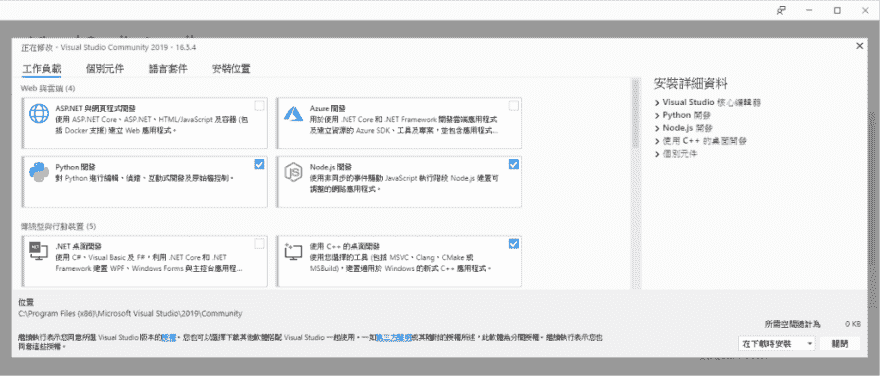 正在修改 - Visual Studio Community 2019 - 16.5.4
工作負載 個別元件 語言套件 安裝位置
Web 與雲端 (4)
ASP.NET 與網頁程式開發
使用 ASP.NET Core、ASP.NET、HTML/JavaScript 及容器 (包
括 Docker 支援) 建立 Web 應用程式。
Azure 開發
用於使用 .NET Core 和 .NET Framework 開發雲端應用程式
及建立資源的 Azure SDK、工具及專案，並包含應用程式...
Python 開發
對 Python 進行編輯、偵錯、互動式開發及原始檔控制。
Node.js 開發
使用非同步的事件驅動 JavaScript 執行階段 Node.js 建置可
調整的網路應用程式。
傳統型與行動裝置 (5)
.NET 桌面開發
使用 C#、Visual Basic 及 F#，利用 .NET Core 和 .NET
Framework 建置 WPF、Windows Forms 與主控台應用程...
使用 C++ 的桌面開發
使用您選擇的工具 (包括 MSVC、Clang、CMake 或
MSBuild)，建置適用於 Windows 的新式 C++ 應用程式。
安裝詳細資料
Visual Studio 核心編輯器
Python 開發
Node.js 開發
使用 C++ 的桌面開發
個別元件
位置
C:\Program Files (x86)\Microsoft Visual Studio\2019\Community
繼續執行表示您同意所選 Visual Studio 版本的授權。您也可以選擇下載其他軟體搭配 Visual Studio 一起使用。一如第三方聲明或其隨附的授權所述，此軟體為分開授權。繼續執行表示您也
同意這些授權。
所需空間總計為 0 KB
在下載時安裝 關閉